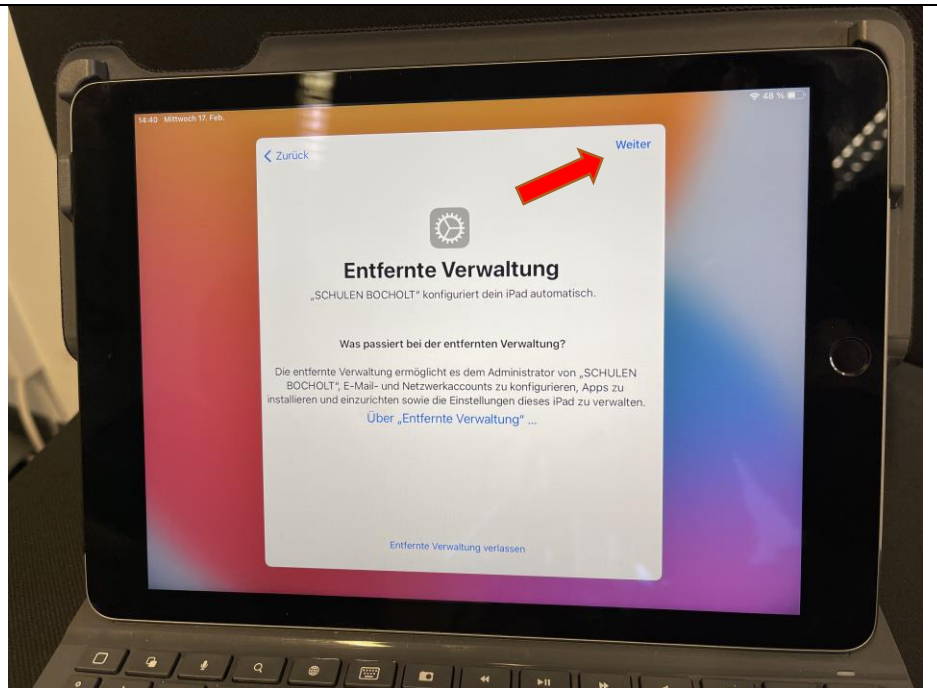 14:40 Mittwoch 17. Feb.
48 %
Zurück
Weiter
Entfernte Verwaltung
„SCHULEN BOCHOLT“ konfiguriert dein iPad automatisch.
Was passiert bei der entfernten Verwaltung?
Die entfernte Verwaltung ermöglicht es dem Administrator von „SCHULEN
BOCHOLT“, E-Mail- und Netzwerkaccounts zu konfigurieren, Apps zu
installieren und einzurichten sowie die Einstellungen dieses iPad zu verwalten.
Über „Entfernte Verwaltung“ ...
Entfernte Verwaltung verlassen